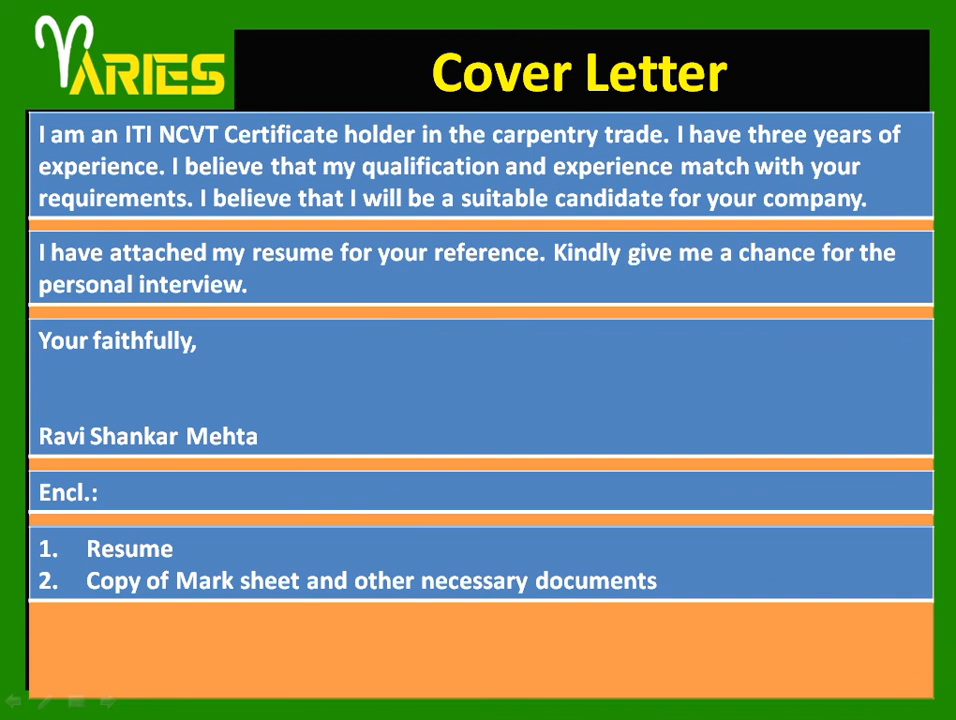 ARIES
Cover Letter
I am an ITI NCVT Certificate holder in the carpentry trade. I have three years of
experience. I believe that my qualification and experience match with your
requirements. I believe that I will be a suitable candidate for your company.
I have attached my resume for your reference. Kindly give me a chance for the
personal interview.
Your faithfully,
Ravi Shankar Mehta
Encl.:
1. Resume
2. Copy of Mark sheet and other necessary documents